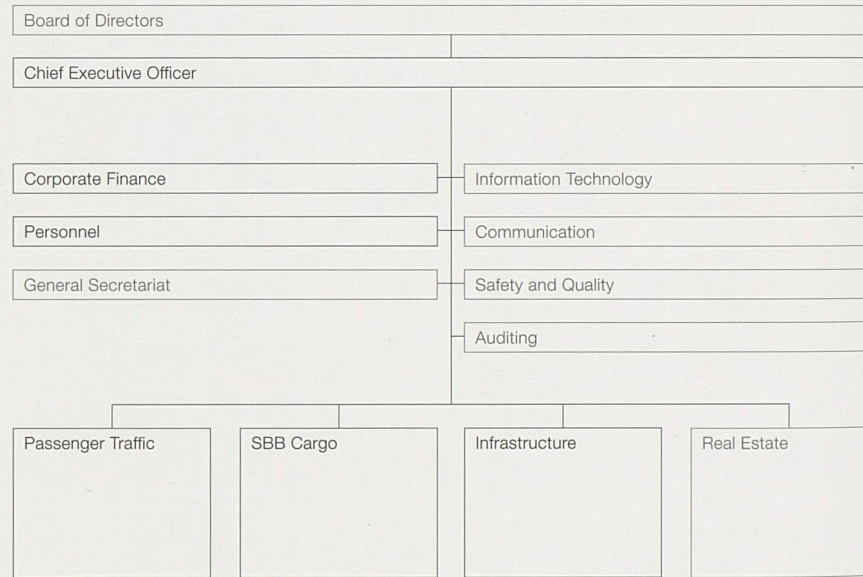 Board of Directors
Chief Executive Officer
Corporate Finance
Information Technology
Personnel
Communication
General Secretariat
Safety and Quality
Auditing
Passenger Traffic
SBB Cargo
Infrastructure
Real Estate